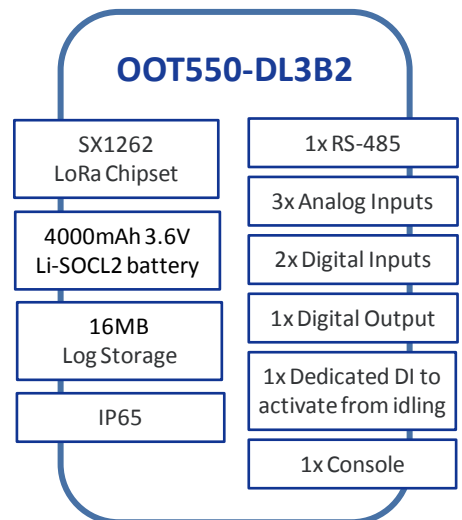 OOT550-DL3B2
SX1262
LoRa Chipset
4000mAh 3.6V
Li-SOCL2 battery
16MB
Log Storage
IP65
1x RS-485
3x Analog Inputs
2x Digital Inputs
1x Digital Output
1x Dedicated DI to
activate from idling
1x Console